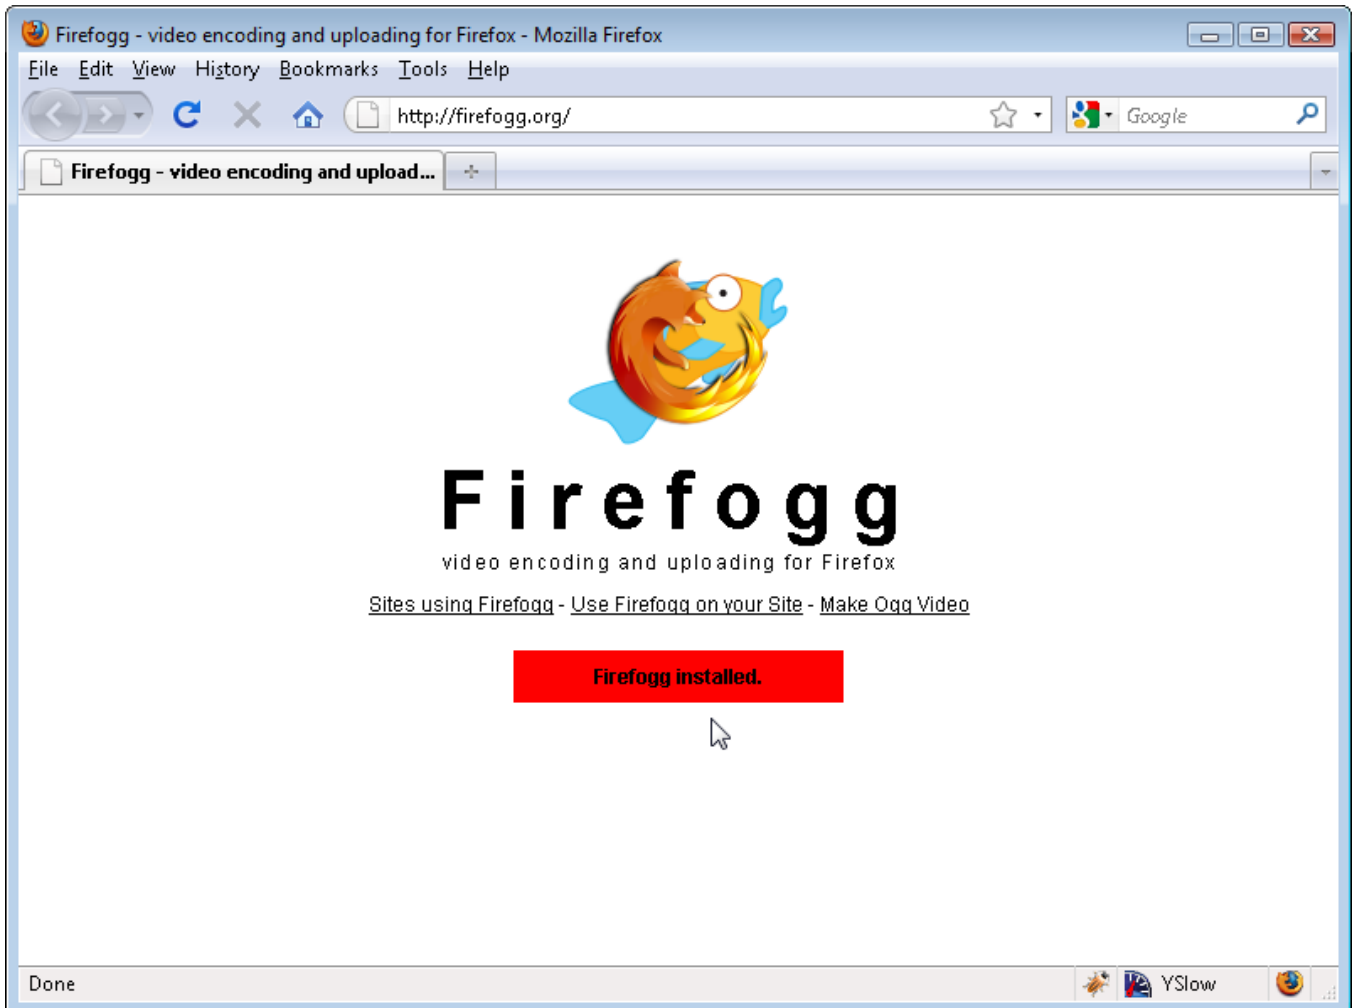 Firefogg - video encoding and uploading for Firefox - Mozilla Firefox
File Edit View History Bookmarks Tools Help
http://firefogg.org/ Google
Firefogg - video encoding and upload...
Firefogg
video encoding and uploading for Firefox
Sites using Firefogg - Use Firefogg on your Site - Make Ogg Video
Firefogg installed.
Done YSlow